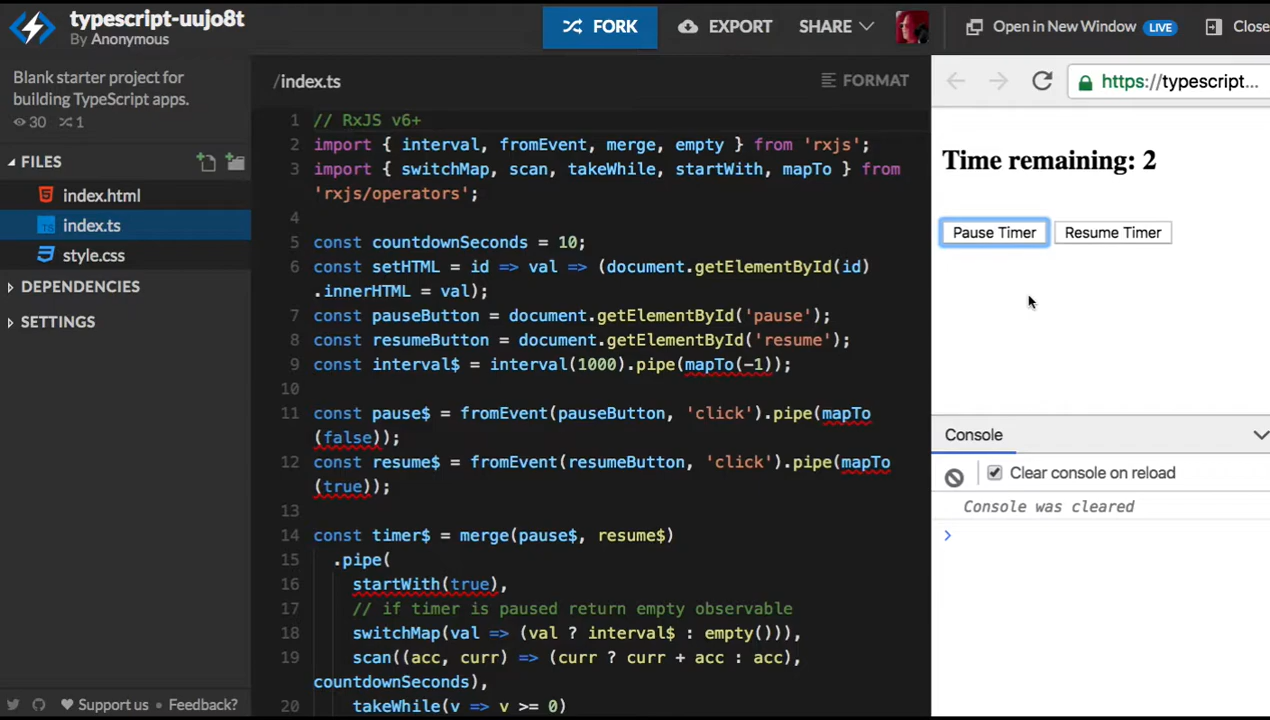 typescript-uujo8t
By Anonymous
FORK
EXPORT
SHARE
Open in New Window LIVE
Close
Blank starter project for
building TypeScript apps.
30 1
FILES
index.html
index.ts
style.css
DEPENDENCIES
SETTINGS
Support us • Feedback?
/index.ts
FORMAT
1 // RxJS v6+
2 import { interval, fromEvent, merge, empty } from 'rxjs';
3 import { switchMap, scan, takeWhile, startWith, mapTo } from
'rxjs/operators';
4
5 const countdownSeconds = 10;
6 const setHTML = id => val => (document.getElementById(id)
.innerHTML = val);
7 const pauseButton = document.getElementById('pause');
8 const resumeButton = document.getElementById('resume');
9 const interval$ = interval(1000).pipe(mapTo(-1));
10
11 const pause$ = fromEvent(pauseButton, 'click').pipe(mapTo
(false));
12 const resume$ = fromEvent(resumeButton, 'click').pipe(mapTo
(true));
13
14 const timer$ = merge(pause$, resume$)
15 .pipe(
16 startWith(true),
17 // if timer is paused return empty observable
18 switchMap(val => (val ? interval$ : empty())),
19 scan((acc, curr) => (curr ? curr + acc : acc),
countdownSeconds),
20 takeWhile(v => v >= 0)
https://typescript...
Time remaining: 2
Pause Timer Resume Timer
Console
Clear console on reload
Console was cleared